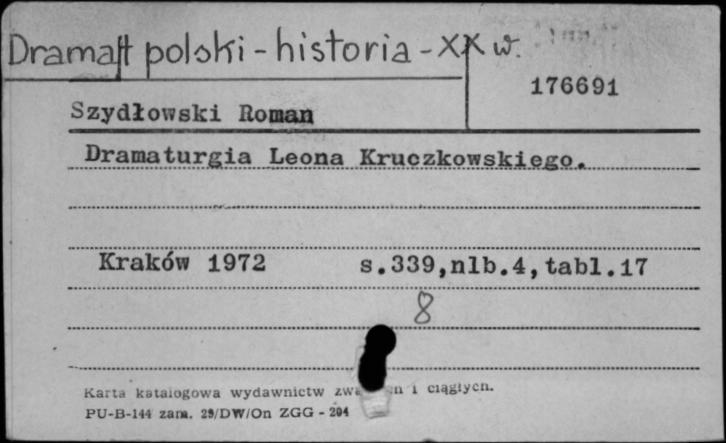 Dramat polski - historia - XX w.
176691
Szydłowski Roman
Dramaturgia Leona Kruczkowskiego.
Kraków 1972 s.339,nlb.4,tabl.17
8
Karta katalogowa wydawnictw i ciągłych.
PU-B-144 zam. 29/DW/On ZGG - 204